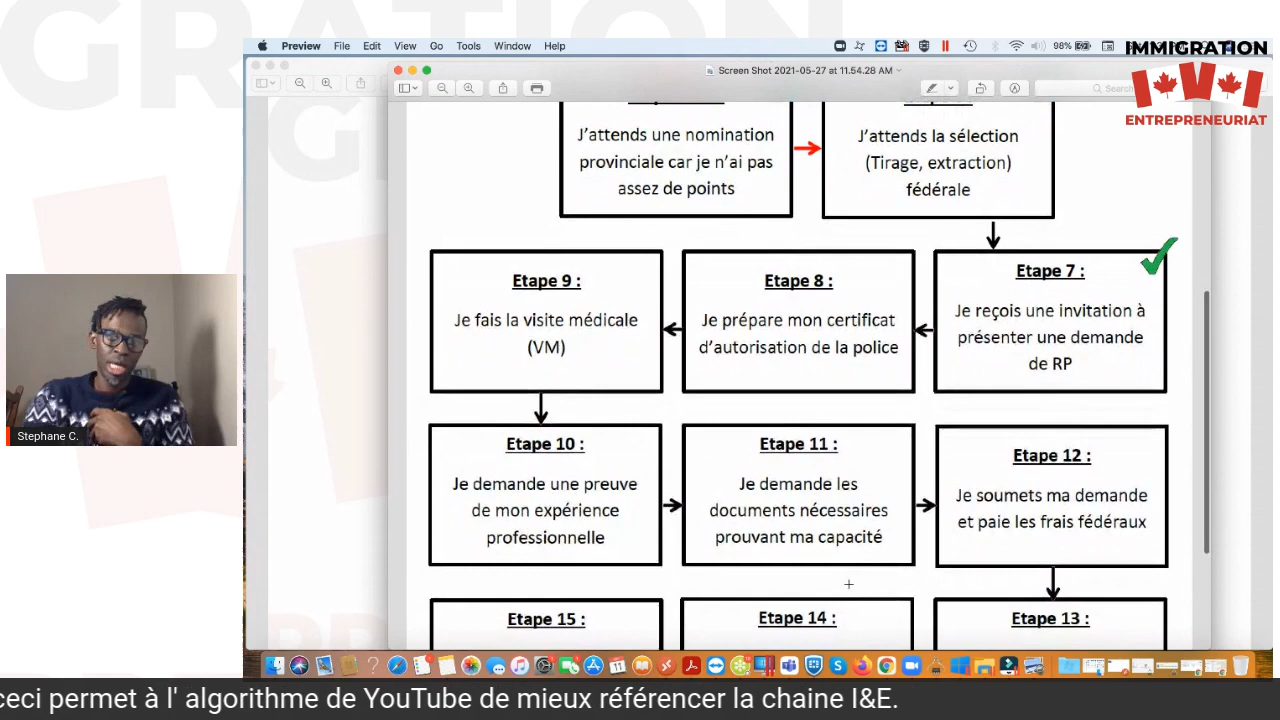 GRATION
Preview File Edit View Go Tools Window Help
98%
IMMIGRATION
ENTREPRENEURIAT
Screen Shot 2021-05-27 at 11.54.28 AM
Search
J'attends une nomination
provinciale car je n'ai pas
assez de points
J'attends la sélection
(Tirage, extraction)
fédérale
Etape 9 :
Je fais la visite médicale
(VM)
Etape 8 :
Je prépare mon certificat
d'autorisation de la police
Etape 7 :
Je reçois une invitation à
présenter une demande
de RP
Etape 10 :
Je demande une preuve
de mon expérience
professionnelle
Etape 11 :
Je demande les
documents nécessaires
prouvant ma capacité
Etape 12 :
Je soumets ma demande
et paie les frais fédéraux
Etape 15 :
Etape 14 :
Etape 13 :
Stephane C.
ceci permet à l' algorithme de YouTube de mieux référencer la chaine I&E.